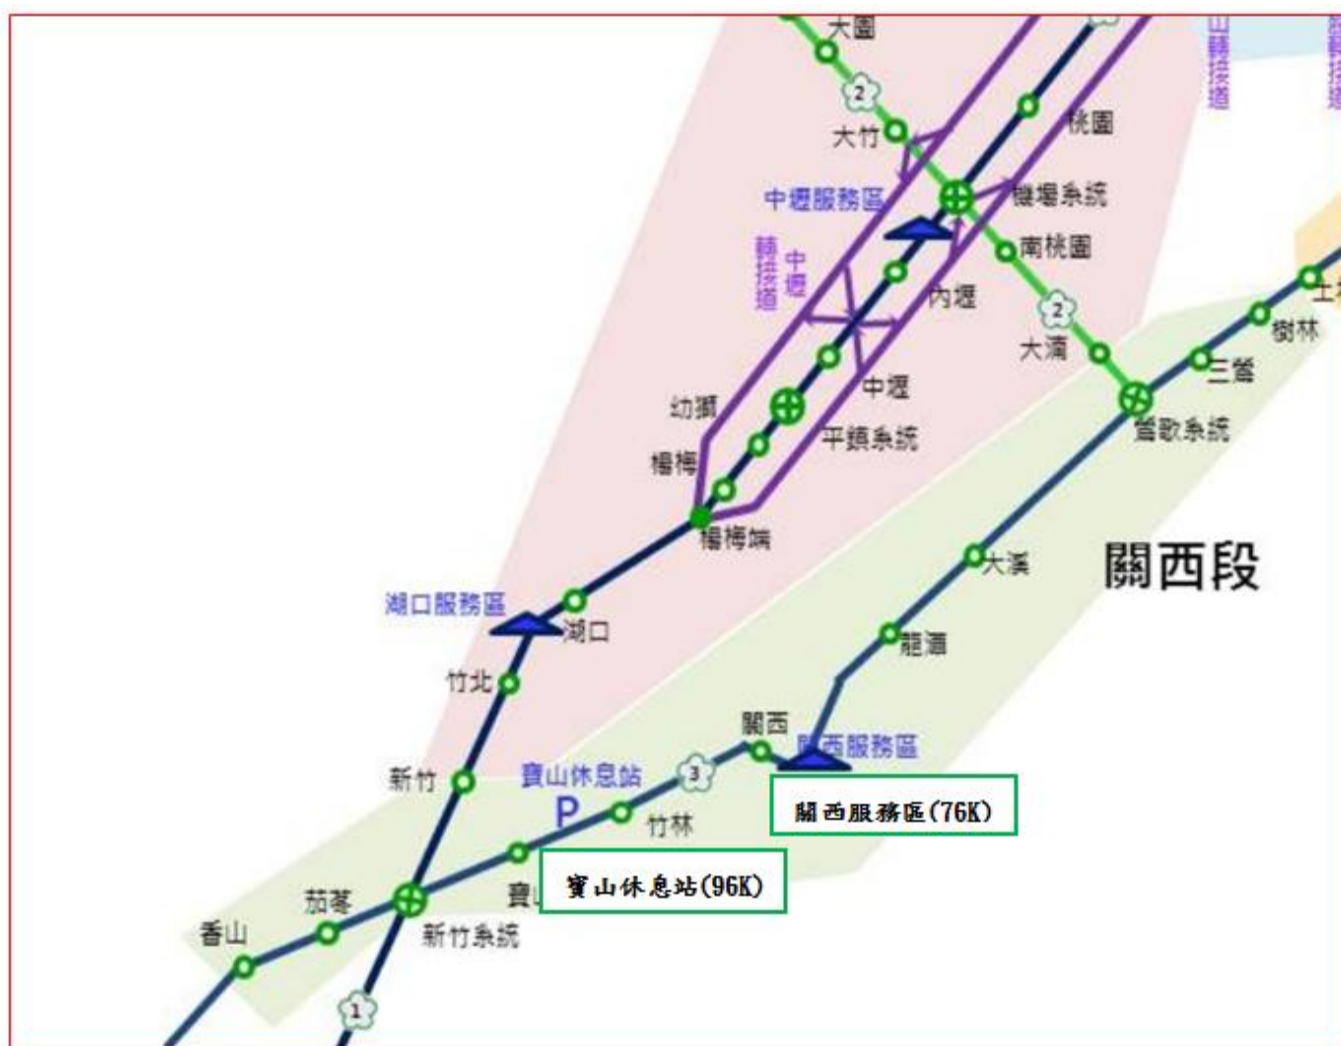 大園
2
大竹
桃園
機場系統
中壢服務區
中壢
轉接道
南桃園
內壢
2
大湳
樹林
三鶯
鶯歌系統
幼獅
中壢
平鎮系統
楊梅
楊梅端
大溪
關西段
湖口服務區
湖口
龍潭
竹北
關西
關西服務區
新竹
寶山休息站
3
P
竹林
關西服務區(76K)
寶山休息站(96K)
茄苳
香山
新竹系統
1